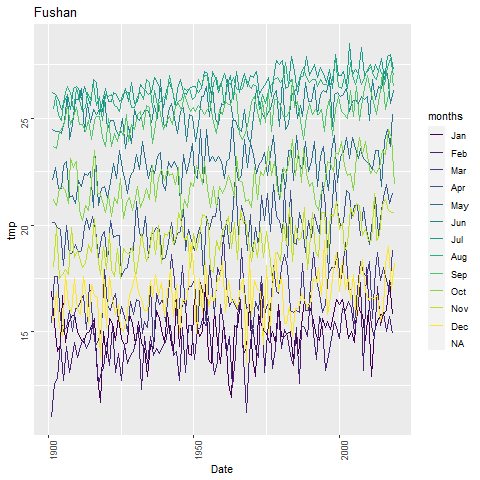 Fushan
tmp
25
20
15
1900
1950
2000
Date
months
Jan
Feb
Mar
Apr
May
Jun
Jul
Aug
Sep
Oct
Nov
Dec
NA